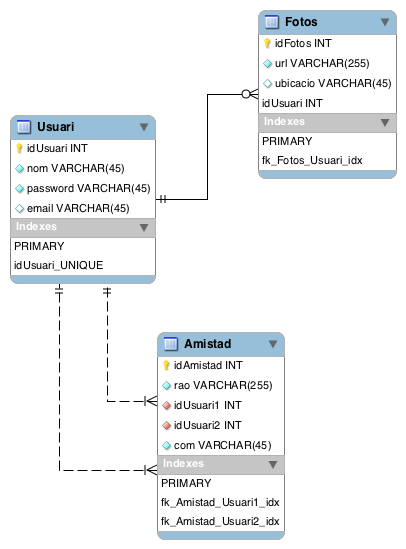 Fotos
idFotos INT
url VARCHAR(255)
ubicacio VARCHAR(45)
idUsuari INT
Indexes
PRIMARY
fk_Fotos_Usuari_idx
Usuari
idUsuari INT
nom VARCHAR(45)
password VARCHAR(45)
email VARCHAR(45)
Indexes
PRIMARY
idUsuari_UNIQUE
Amistad
idAmistad INT
rao VARCHAR(255)
idUsuari1 INT
idUsuari2 INT
com VARCHAR(45)
Indexes
PRIMARY
fk_Amistad_Usuari1_idx
fk_Amistad_Usuari2_idx